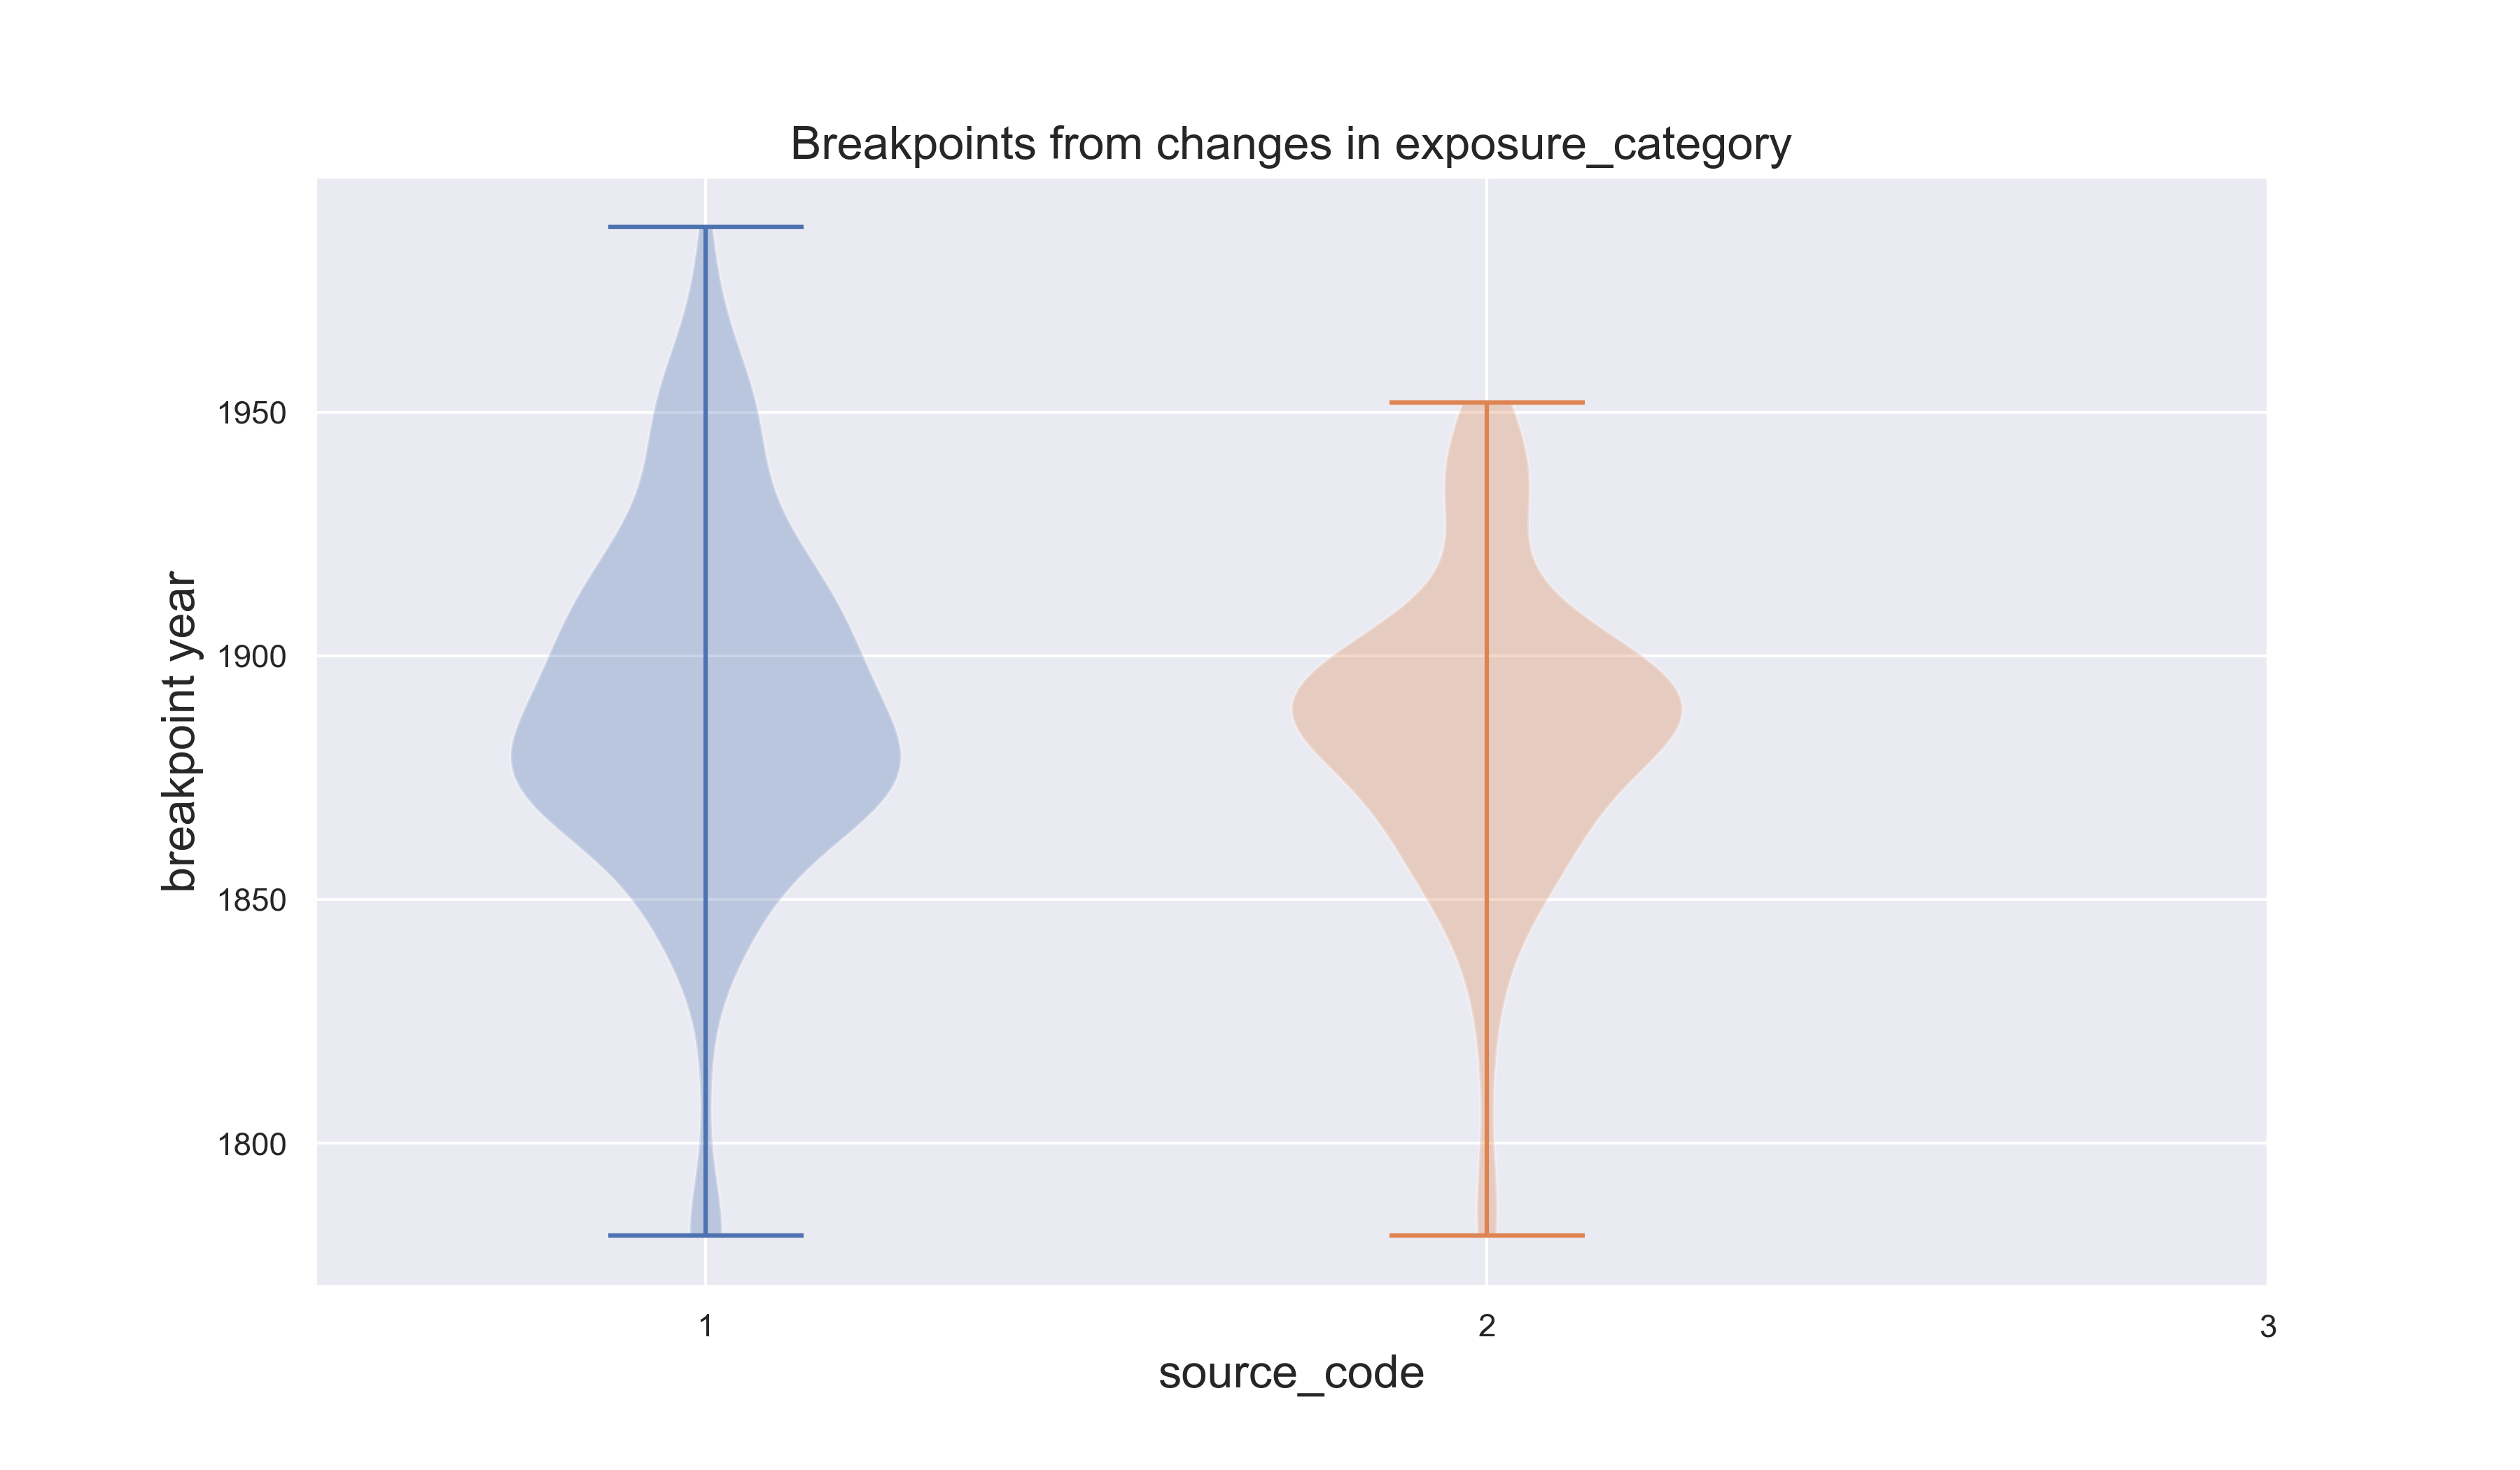 Breakpoints from changes in exposure_category
breakpoint year
1950
1900
1850
1800
1 2 3
source_code